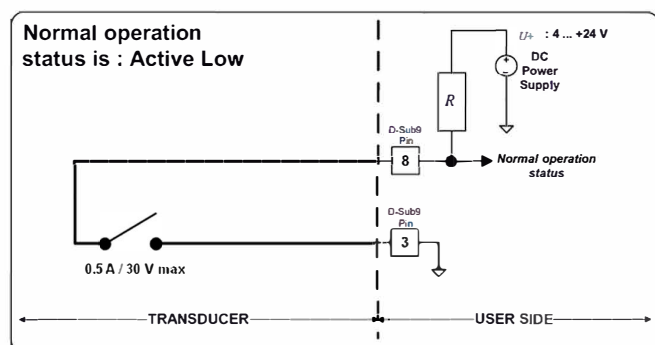 Normal operation
status is : Active Low
U+ : 4 ... +24 V
DC
Power
Supply
R
D-Sub9
Pin
8
Normal operation
status
D-Sub9
Pin
3
0.5 A / 30 V max
TRANSDUCER
USER SIDE